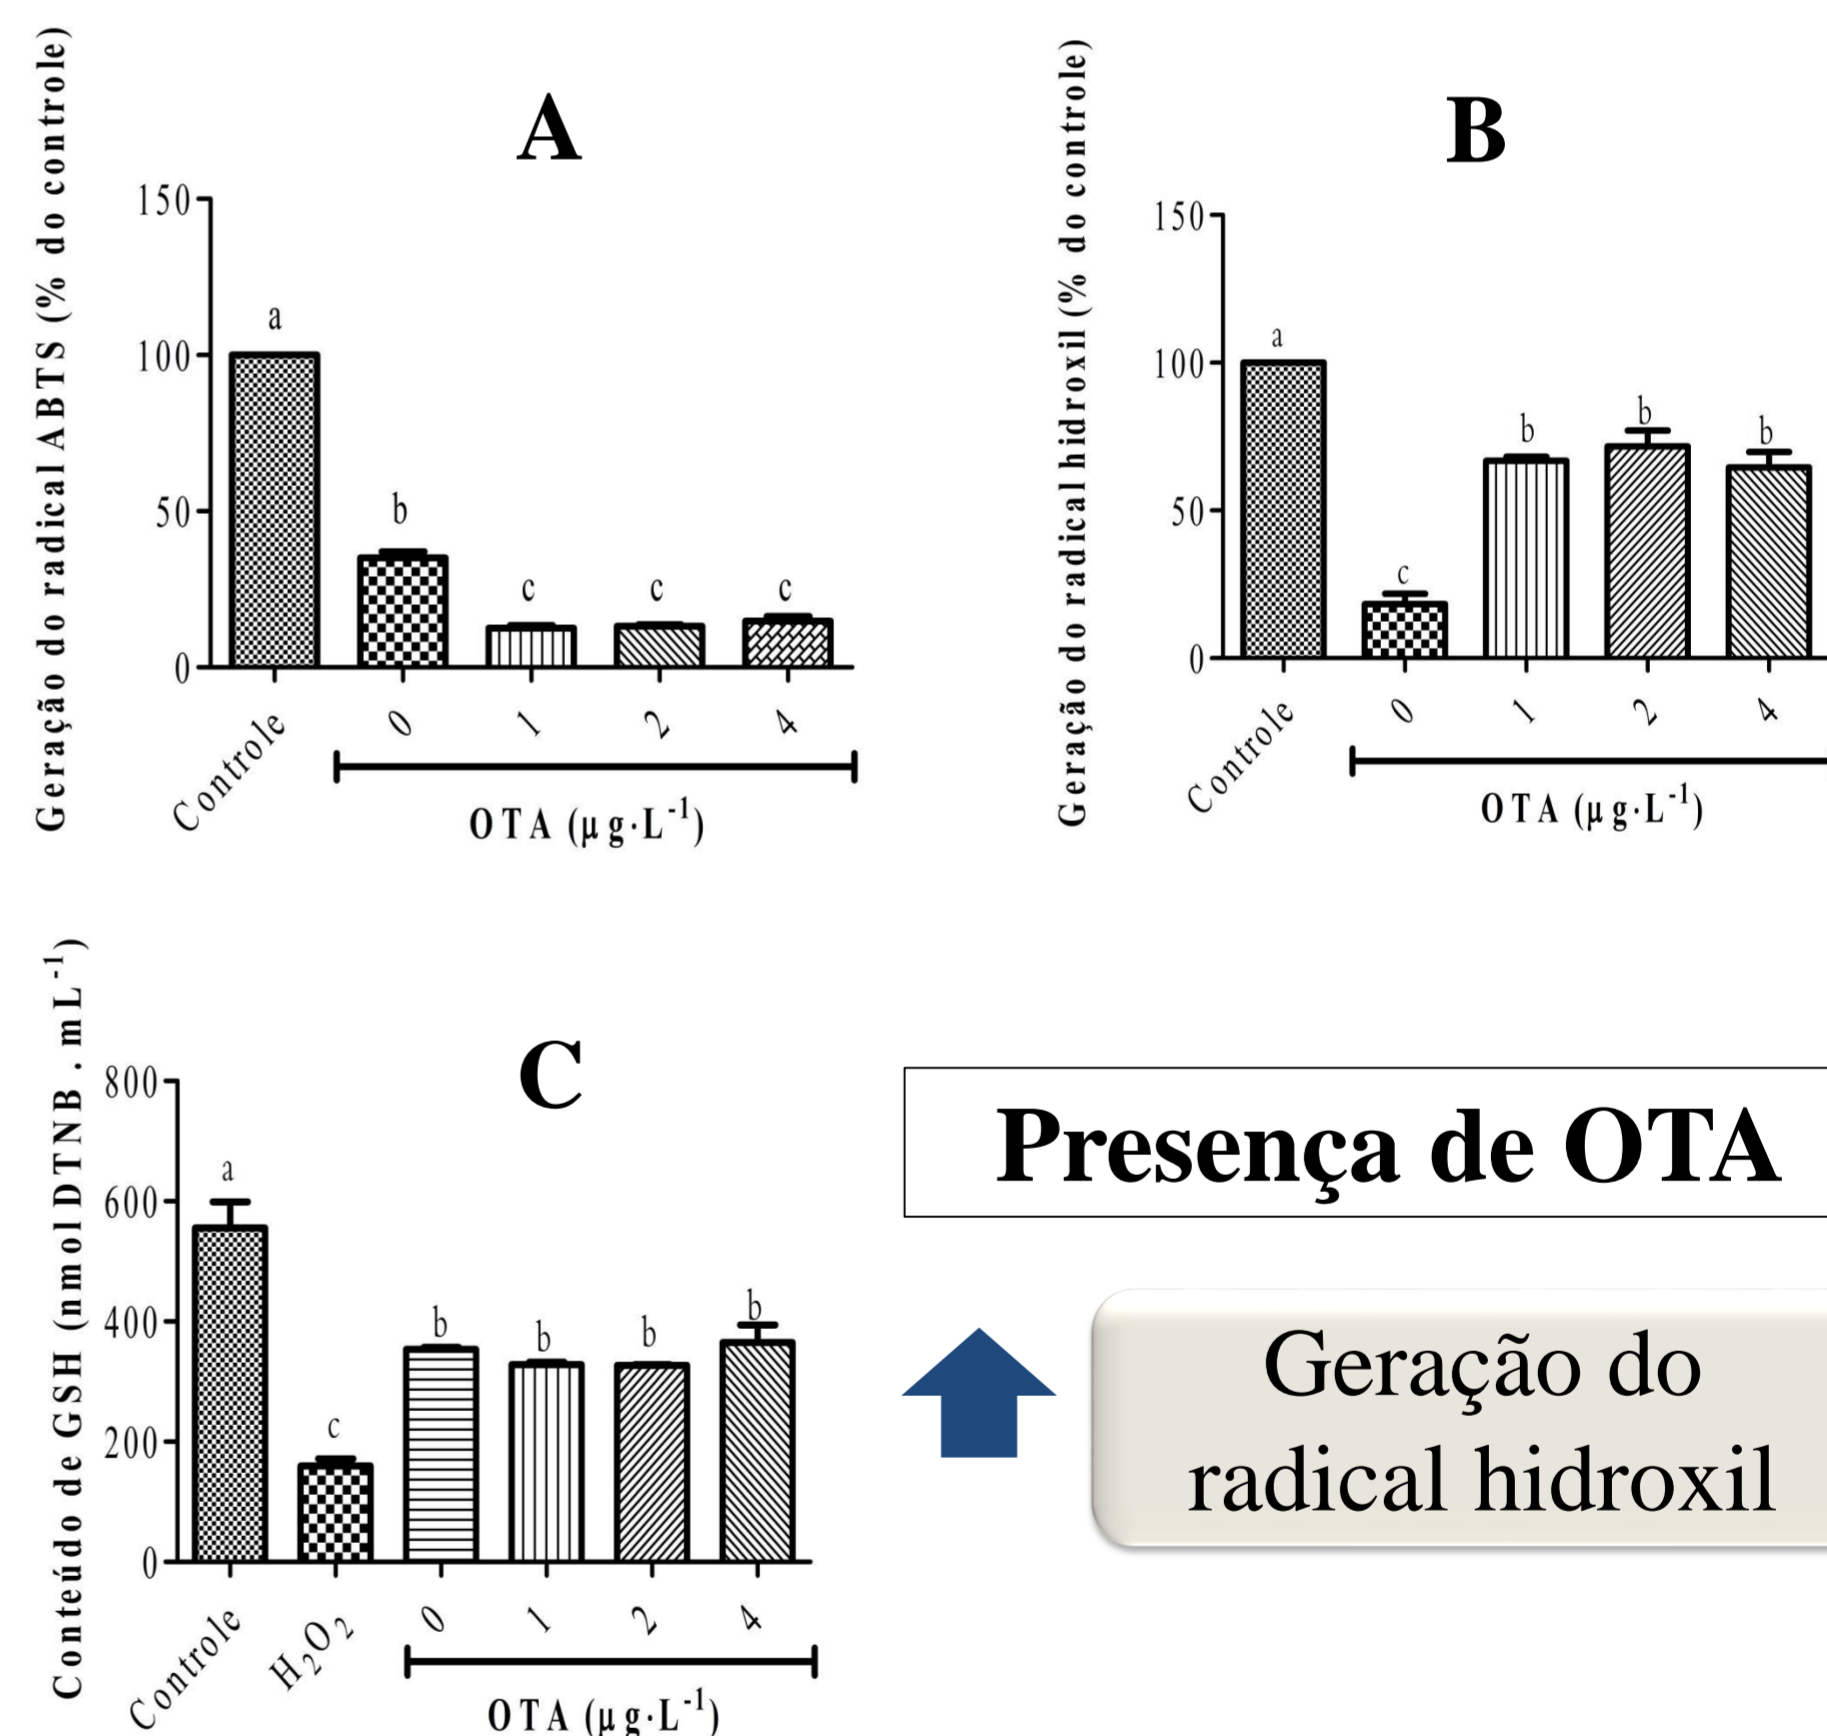 A
Geração do radical ABTS (% do controle)
150
100
50
0
a
b
c
c
c
Controle
0
1
2
4
OTA (µg·L⁻¹)
B
Geração do radical hidroxil (% do controle)
150
100
50
0
a
c
b
b
b
Controle
0
1
2
4
OTA (µg·L⁻¹)
C
Conteúdo de GSH (nmolDTNB.mL⁻¹)
800
600
400
200
0
a
c
b
b
b
b
Controle
H₂O₂
0
1
2
4
OTA (µg·L⁻¹)
Presença de OTA
Geração do
radical hidroxil